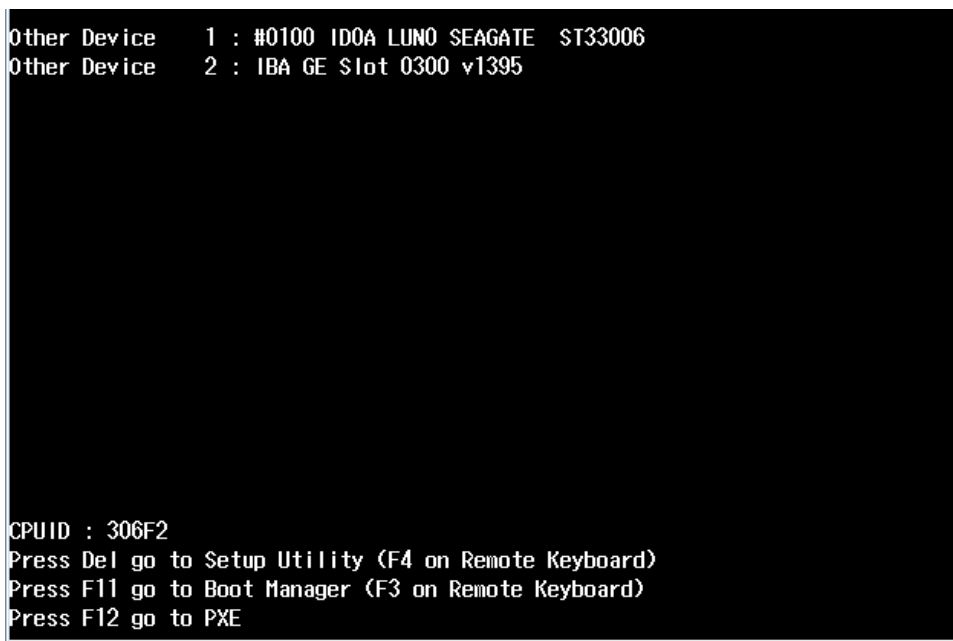 Other Device    1 : #0100 ID0A LUN0 SEAGATE  ST33006
Other Device    2 : IBA GE Slot 0300 v1395
CPUID : 306F2
Press Del go to Setup Utility (F4 on Remote Keyboard)
Press F11 go to Boot Manager (F3 on Remote Keyboard)
Press F12 go to PXE